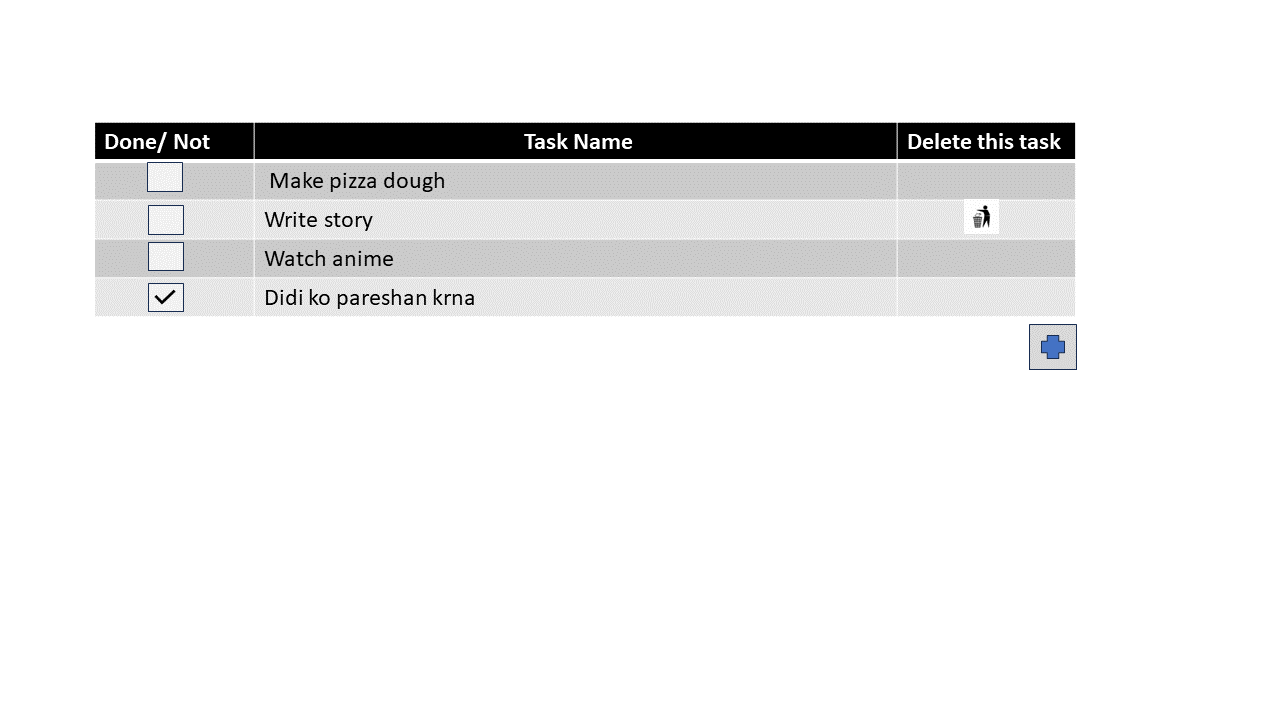 Done/ Not Task Name Delete this task
Make pizza dough
Write story
Watch anime
Didi ko pareshan krna